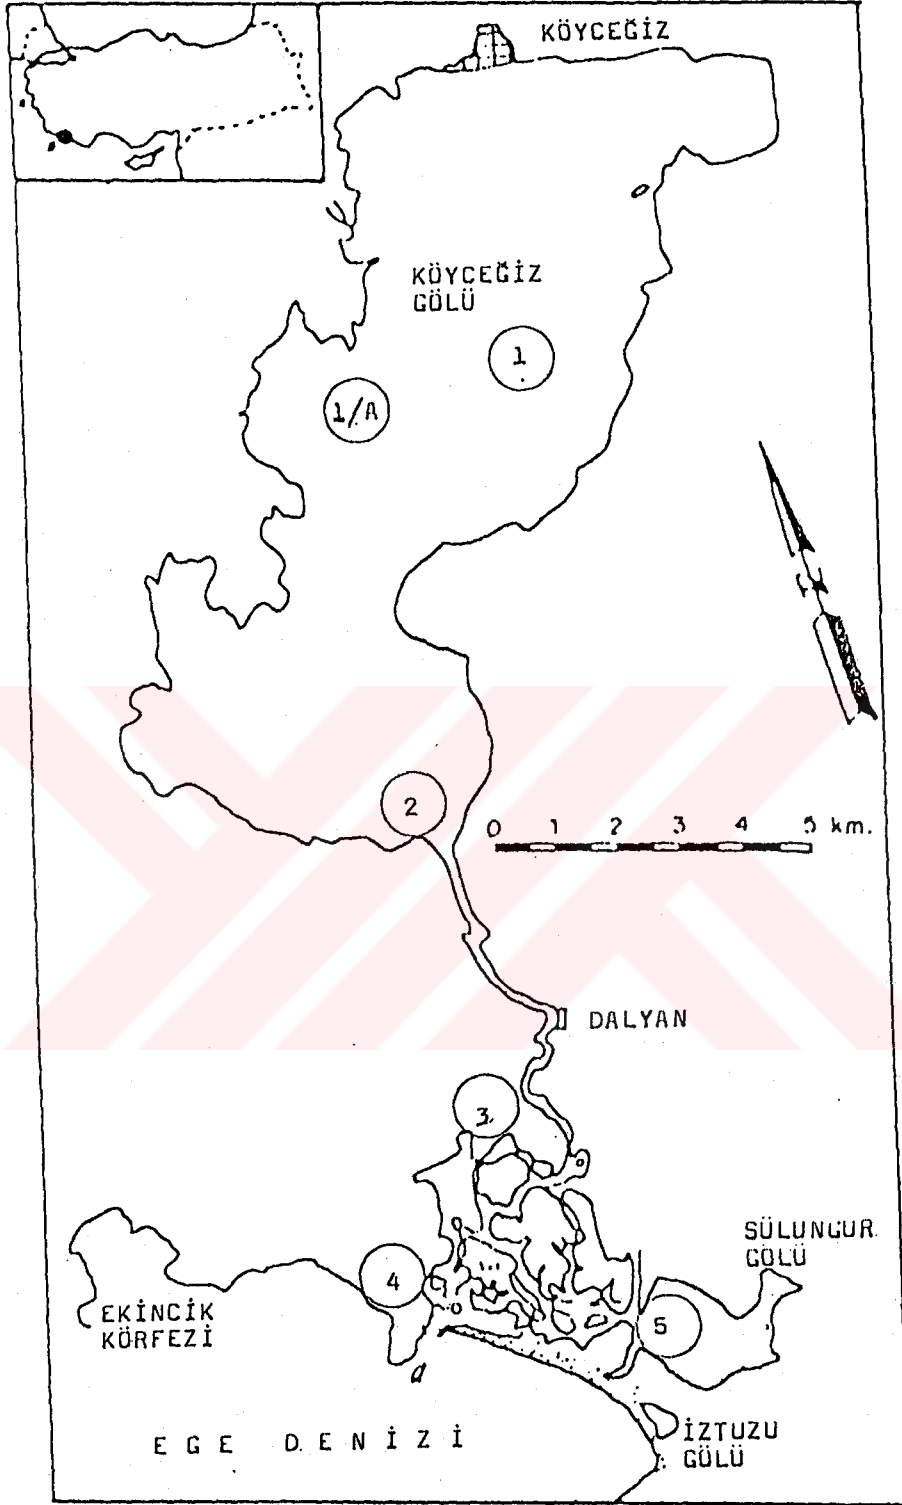 KÖYCEĞİZ
KÖYCEĞİZ
GÖLÜ
1
1/A
2
0 1 2 3 4 5 km.
DALYAN
3
SÜLUNGUR
GÖLÜ
4
EKİNCİK
KÖRFEZİ
5
EGE DENİZİ
İZTUZU
GÖLÜ